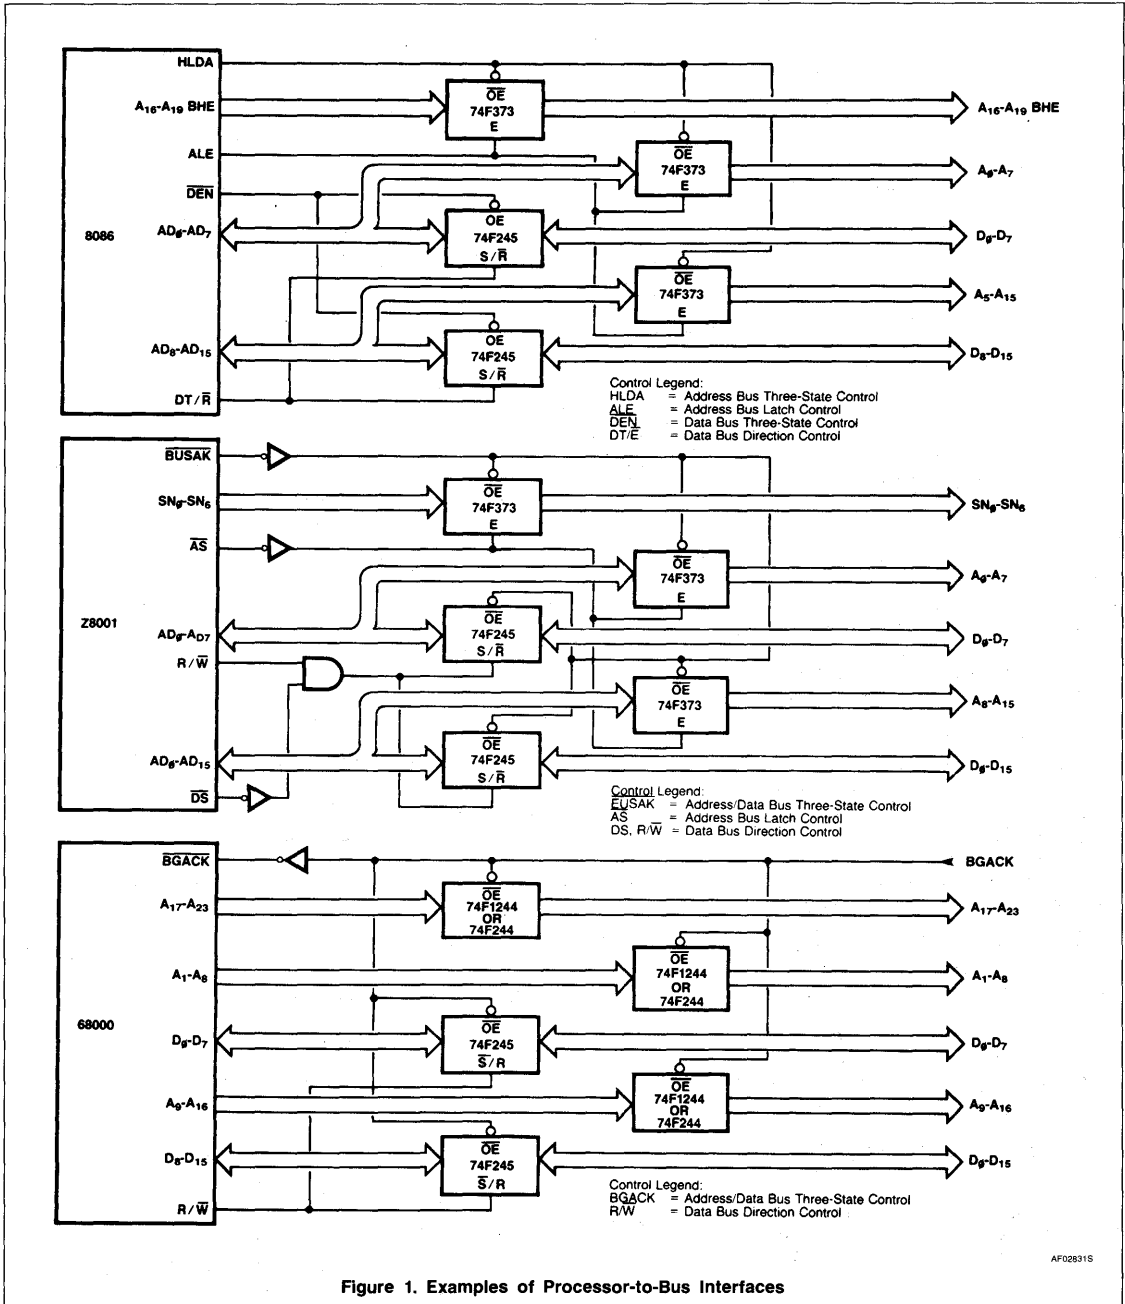 HLDA
OE
74F373
E
A16-A19 BHE
A16-A19 BHE
ALE
OE
74F373
E
A0-A7
DEN
8086
AD0-AD7
OE
74F245
S/R
D0-D7
OE
74F373
E
A5-A15
AD8-AD15
OE
74F245
S/R
D8-D15
DT/R
Control Legend:
HLDA = Address Bus Three-State Control
ALE = Address Bus Latch Control
DEN = Data Bus Three-State Control
DT/E = Data Bus Direction Control
BUSAK
SN0-SN6
OE
74F373
E
SN0-SN6
AS
OE
74F373
E
A0-A7
Z8001
AD0-AD7
OE
74F245
S/R
D0-D7
R/W
OE
74F373
E
A8-A15
AD0-AD15
OE
74F245
S/R
D0-D15
DS
Control Legend:
EUSAK = Address/Data Bus Three-State Control
AS = Address Bus Latch Control
DS, R/W = Data Bus Direction Control
BGACK
BGACK
A17-A23
OE
74F1244
OR
74F244
A17-A23
A1-A8
OE
74F1244
OR
74F244
A1-A8
68000
D0-D7
OE
74F245
S/R
D0-D7
A9-A16
OE
74F1244
OR
74F244
A9-A16
D8-D15
OE
74F245
S/R
D0-D15
R/W
Control Legend:
BGACK = Address/Data Bus Three-State Control
R/W = Data Bus Direction Control
AF02831S
Figure 1. Examples of Processor-to-Bus Interfaces